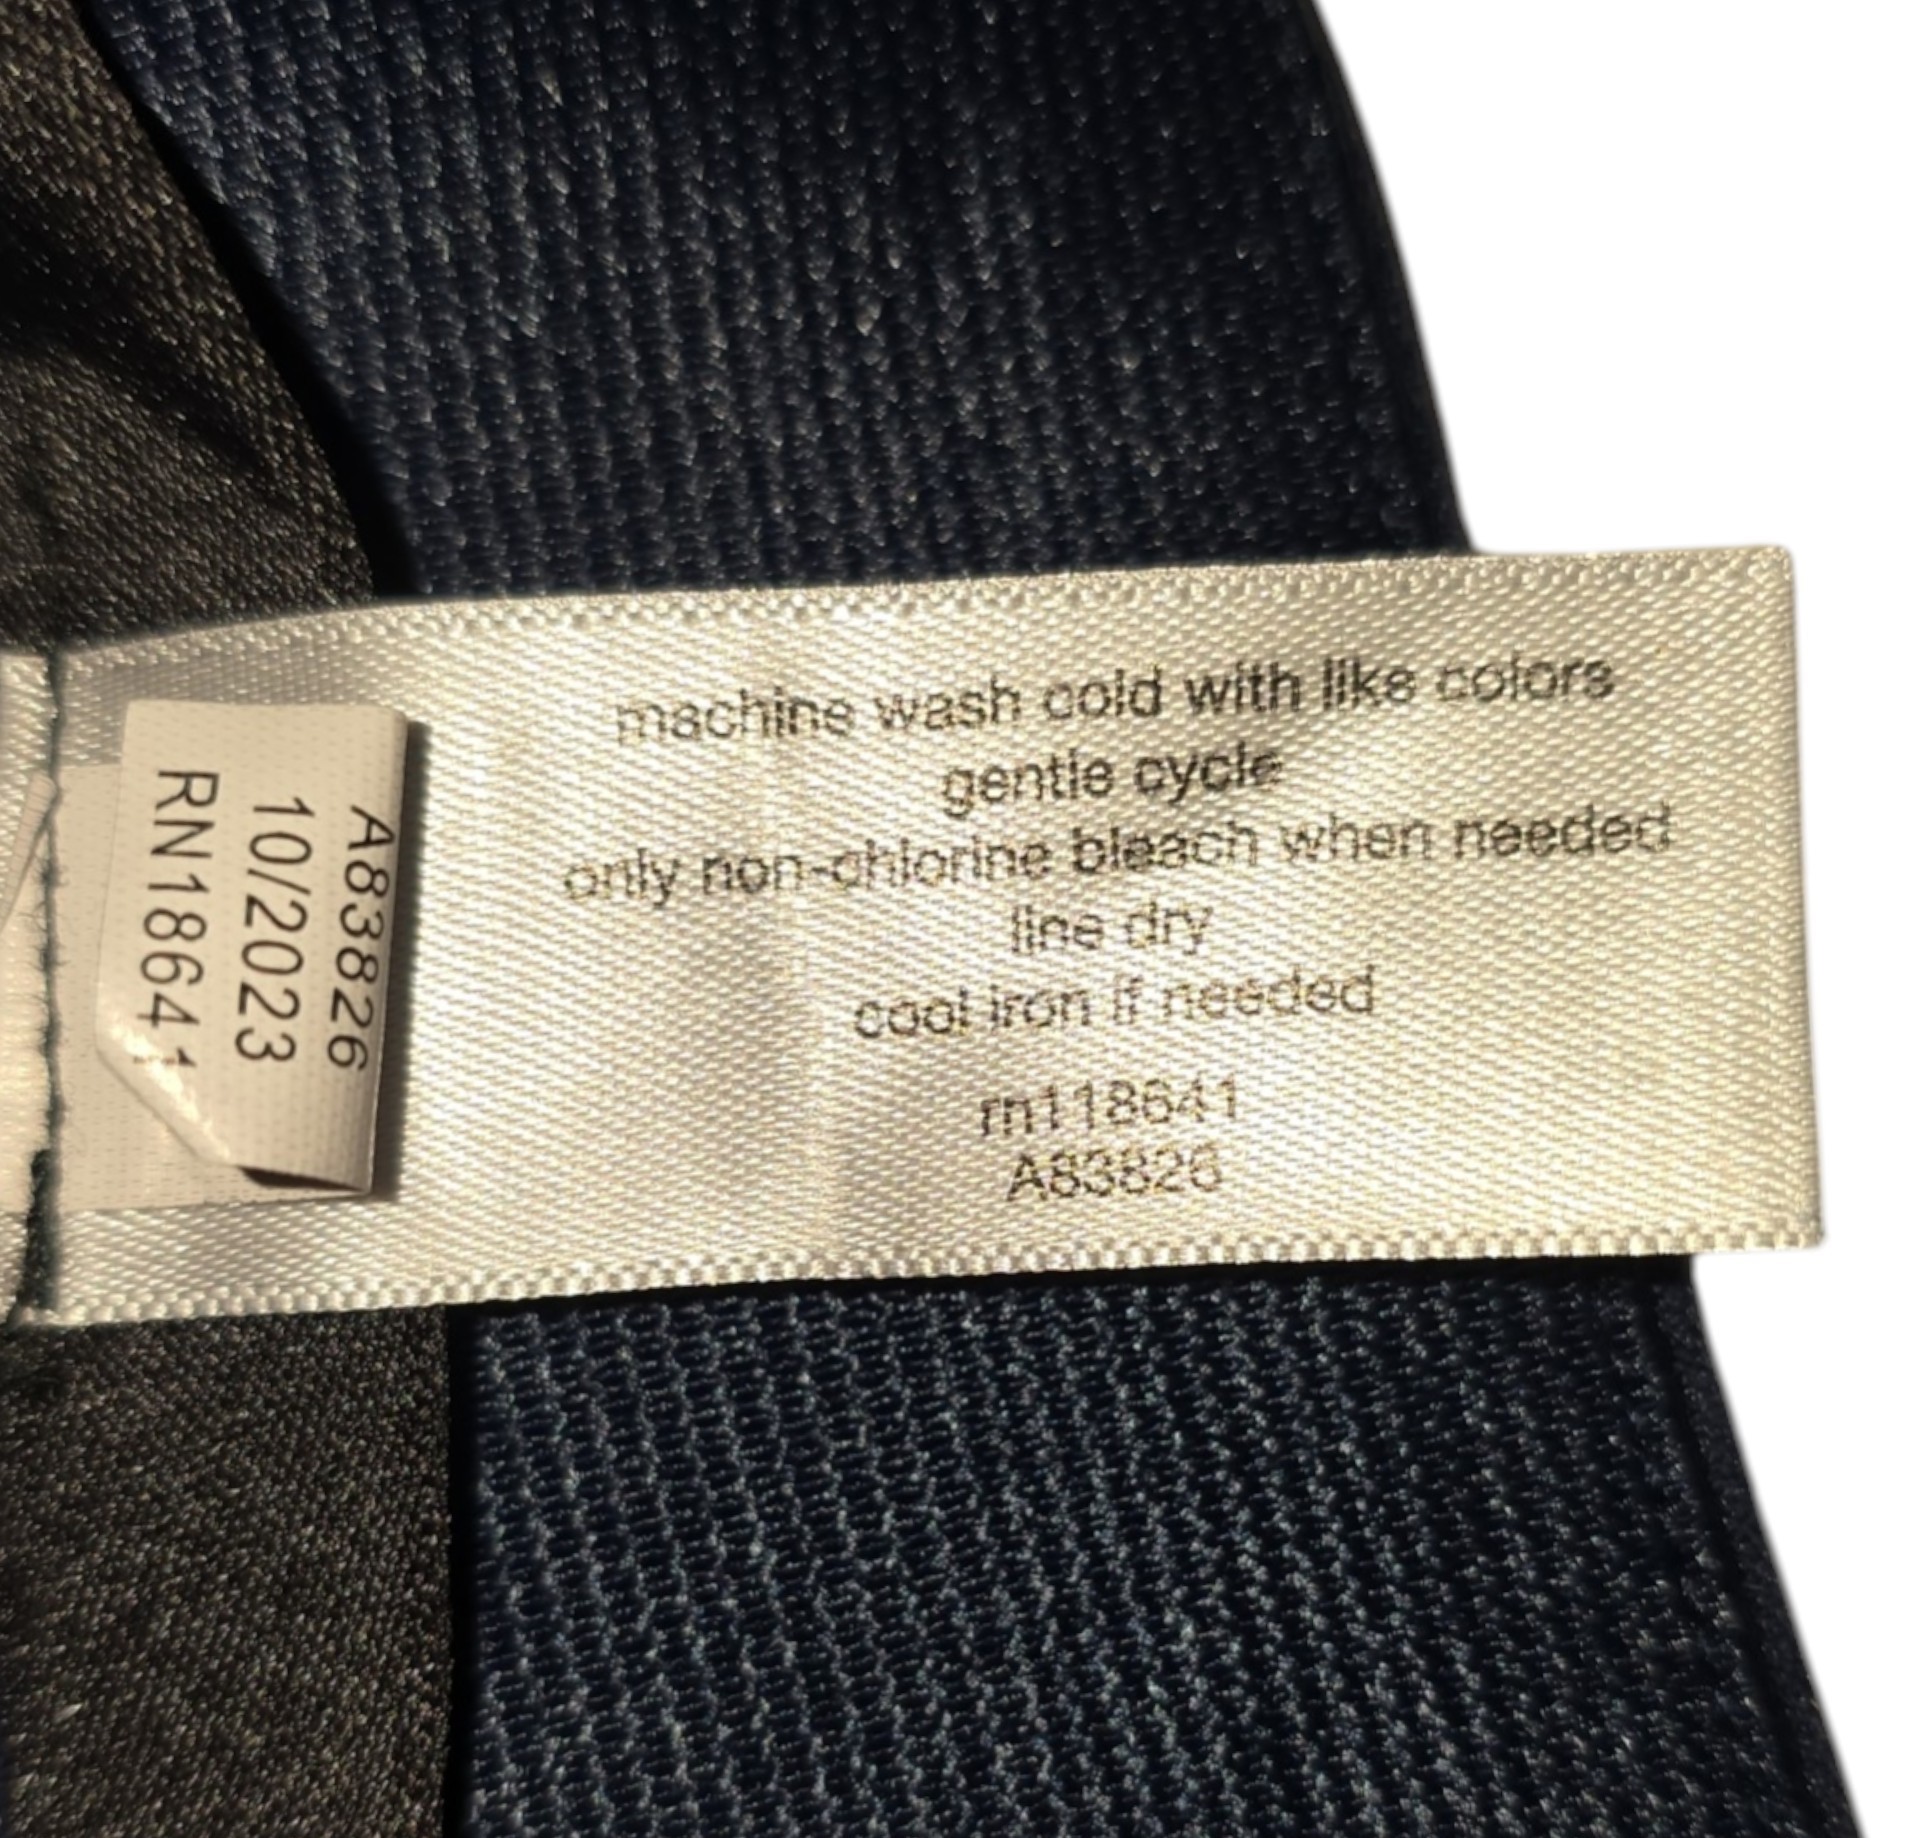 machine wash cold with like colors
gentle cycle
only non-chlorine bleach when needed
line dry
cool iron if needed
rn118641
A83826
A83826
10/2023
RN18641